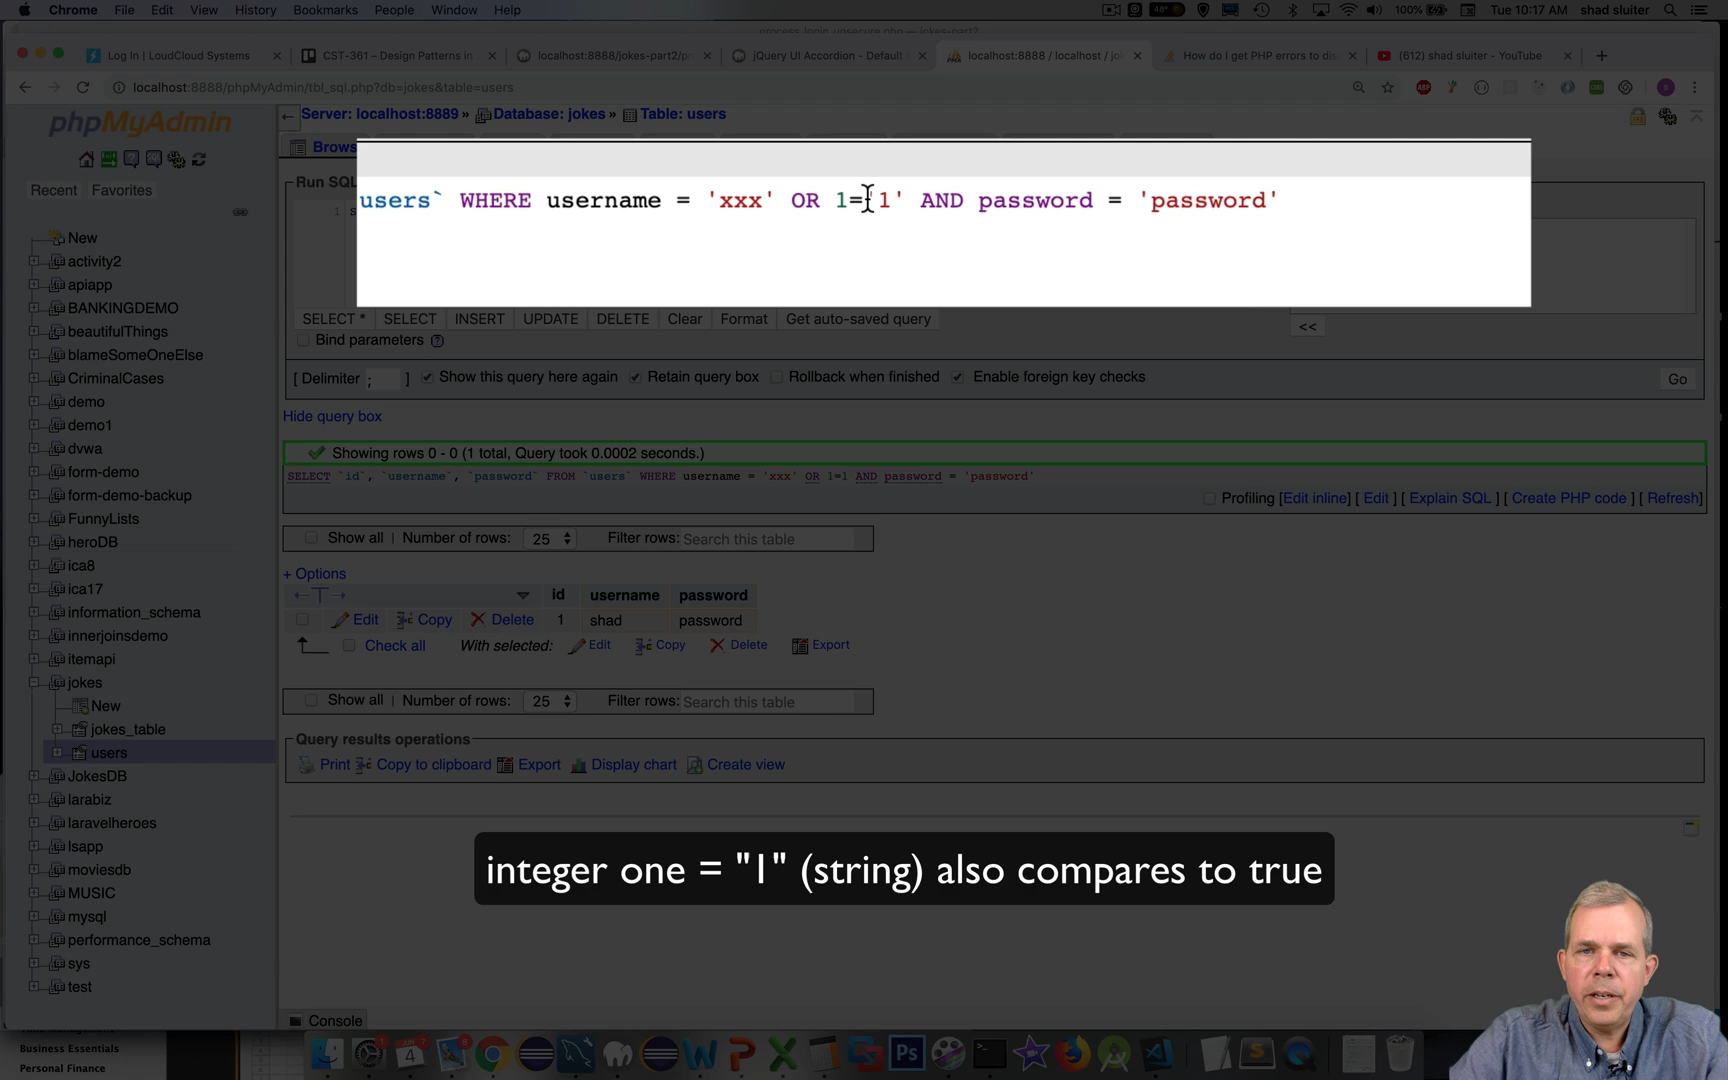 Chrome File Edit View History Bookmarks People Window Help
48° 100% Tue 10:17 AM shad sluiter
Log In | LoudCloud Systems
CST-361 – Design Patterns in
localhost:8888/jokes-part2/pr
jQuery UI Accordion - Default
localhost:8888 / localhost / jok
How do I get PHP errors to dis
(612) shad sluiter - YouTube
localhost:8888/phpMyAdmin/tbl_sql.php?db=jokes&table=users
phpMyAdmin
Recent Favorites
New
activity2
apiapp
BANKINGDEMO
beautifulThings
blameSomeOneElse
CriminalCases
demo
demo1
dvwa
form-demo
form-demo-backup
FunnyLists
heroDB
ica8
ica17
information_schema
innerjoinsdemo
itemapi
jokes
New
jokes_table
users
JokesDB
larabiz
laravelheroes
lsapp
moviesdb
MUSIC
mysql
performance_schema
sys
test
Server: localhost:8889 » Database: jokes » Table: users
Brows
Run SQ
1 s
users` WHERE username = 'xxx' OR 1='1' AND password = 'password'
SELECT * SELECT INSERT UPDATE DELETE Clear Format Get auto-saved query
<<
Bind parameters
[ Delimiter ; ] Show this query here again Retain query box Rollback when finished Enable foreign key checks Go
Hide query box
Showing rows 0 - 0 (1 total, Query took 0.0002 seconds.)
SELECT `id`, `username`, `password` FROM `users` WHERE username = 'xxx' OR 1=1 AND password = 'password'
Profiling [Edit inline] [ Edit ] [ Explain SQL ] [ Create PHP code ] [ Refresh]
Show all | Number of rows: 25 Filter rows: Search this table
+ Options
←T→ id username password
Edit Copy Delete 1 shad password
Check all With selected: Edit Copy Delete Export
Show all | Number of rows: 25 Filter rows: Search this table
Query results operations
Print Copy to clipboard Export Display chart Create view
integer one = "1" (string) also compares to true
Console
Business Essentials
Personal Finance